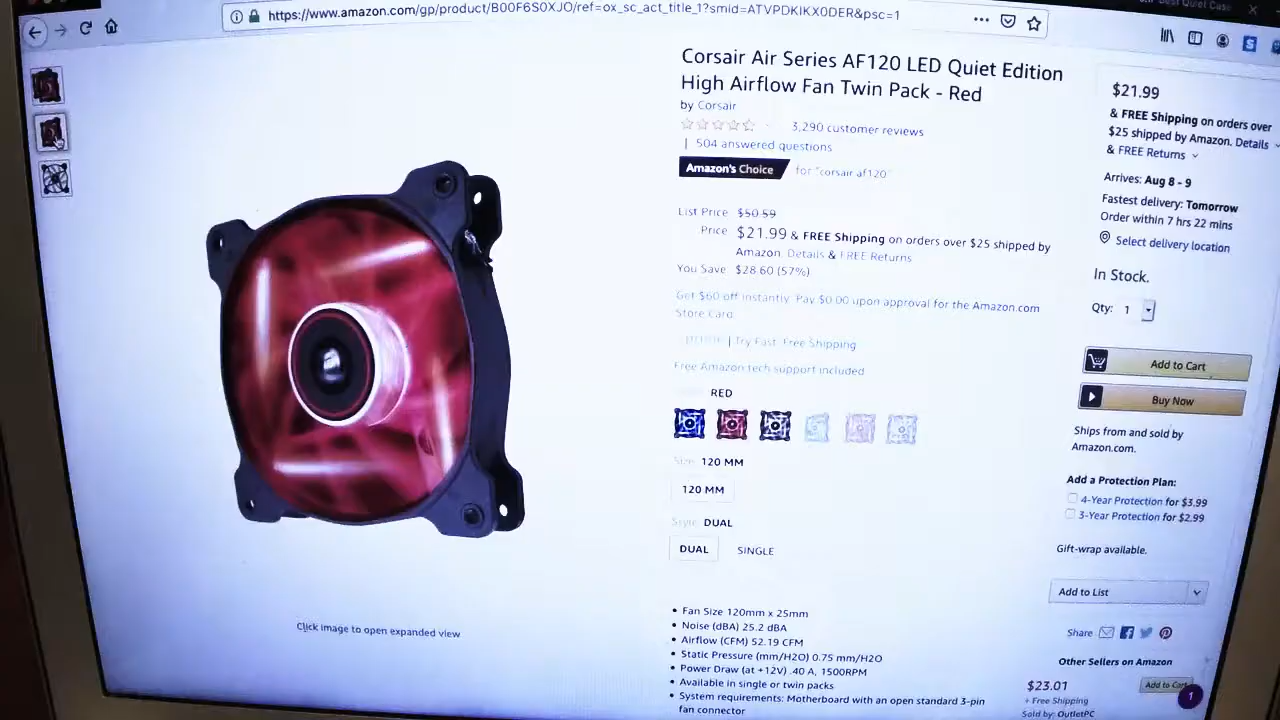 https://www.amazon.com/gp/product/B00F6S0XJO/ref=ox_sc_act_title_1?smid=ATVPDKIKX0DER&psc=1
Corsair Air Series AF120 LED Quiet Edition
High Airflow Fan Twin Pack - Red
by Corsair
3,290 customer reviews
| 504 answered questions
Amazon's Choice for "corsair af120"
List Price $50.59
Price $21.99 & FREE Shipping on orders over $25 shipped by
Amazon. Details & FREE Returns
You Save $28.60 (57%)
Get $60 off instantly: Pay $0.00 upon approval for the Amazon.com
Store Card.
| Try Fast, Free Shipping
Free Amazon tech support included
RED
Size: 120 MM
120 MM
Style: DUAL
DUAL SINGLE
• Fan Size 120mm x 25mm
• Noise (dBA) 25.2 dBA
• Airflow (CFM) 52.19 CFM
• Static Pressure (mm/H2O) 0.75 mm/H2O
• Power Draw (at +12V) .40 A, 1500RPM
• Available in single or twin packs
• System requirements: Motherboard with an open standard 3-pin
fan connector
Click image to open expanded view
$21.99
& FREE Shipping on orders over
$25 shipped by Amazon. Details
& FREE Returns
Arrives: Aug 8 - 9
Fastest delivery: Tomorrow
Order within 7 hrs 22 mins
Select delivery location
In Stock.
Qty: 1
Add to Cart
Buy Now
Ships from and sold by
Amazon.com.
Add a Protection Plan:
4-Year Protection for $3.99
3-Year Protection for $2.99
Gift-wrap available.
Add to List
Share
Other Sellers on Amazon
$23.01 Add to Cart
+ Free Shipping
Sold by: OutletPC
1